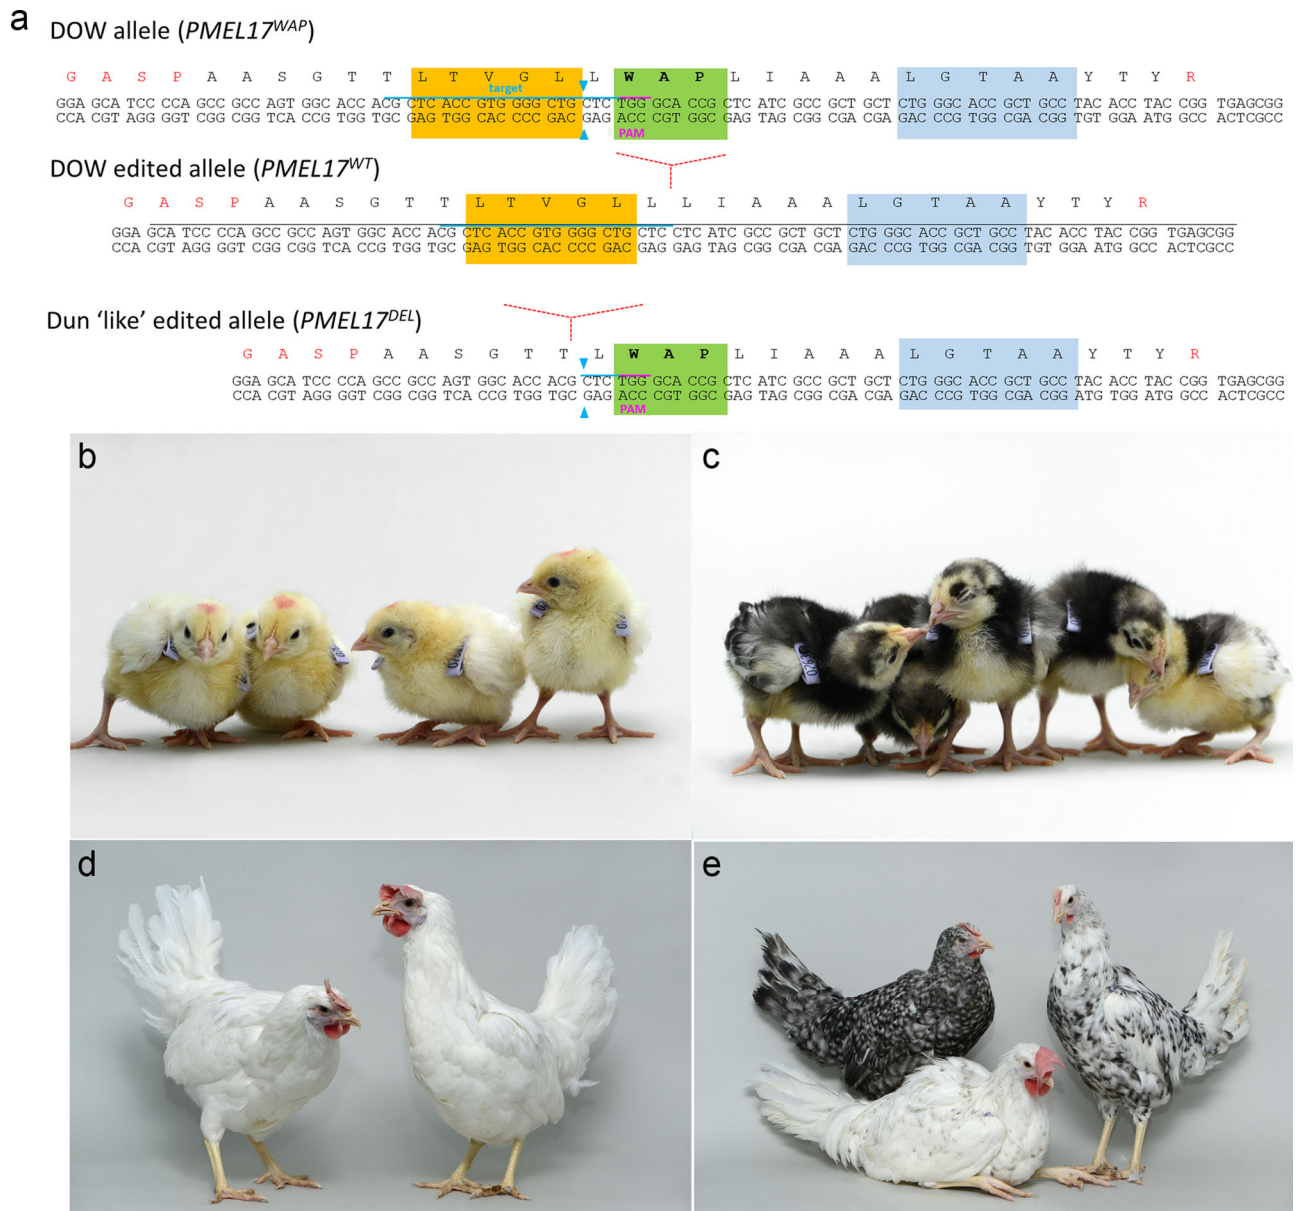 a
DOW allele (PMEL17^WAP)
G A S P A A S G T T L T V G L L W A P L I A A A L G T A A Y T Y R
target
GGA GCA TCC CCA GCC GCC AGT GGC ACC ACG CTC ACC GTG GGG CTG CTC TGG GCA CCG CTC ATC GCC GCT GCT CTG GGC ACC GCT GCC TAC ACC TAC CGG TGAGCGG
CCA CGT AGG GGT CGG CGG TCA CCG TGG TGC GAG TGG CAC CCC GAC GAG ACC CGT GGC GAG TAG CGG CGA CGA GAC CCG TGG CGA CGG TGT GGA ATG GCC ACTCGCC
PAM
DOW edited allele (PMEL17^WT)
G A S P A A S G T T L T V G L L L I A A A L G T A A Y T Y R
GGA GCA TCC CCA GCC GCC AGT GGC ACC ACG CTC ACC GTG GGG CTG CTC CTC ATC GCC GCT GCT CTG GGC ACC GCT GCC TAC ACC TAC CGG TGAGCGG
CCA CGT AGG GGT CGG CGG TCA CCG TGG TGC GAG TGG CAC CCC GAC GAG GAG TAG CGG CGA CGA GAC CCG TGG CGA CGG TGT GGA ATG GCC ACTCGCC
Dun ‘like’ edited allele (PMEL17^DEL)
G A S P A A S G T T L W A P L I A A A L G T A A Y T Y R
GGA GCA TCC CCA GCC GCC AGT GGC ACC ACG CTC TGG GCA CCG CTC ATC GCC GCT GCT CTG GGC ACC GCT GCC TAC ACC TAC CGG TGAGCGG
CCA CGT AGG GGT CGG CGG TCA CCG TGG TGC GAG ACC CGT GGC GAG TAG CGG CGA CGA GAC CCG TGG CGA CGG ATG TGG ATG GCC ACTCGCC
PAM
b
c
d
e